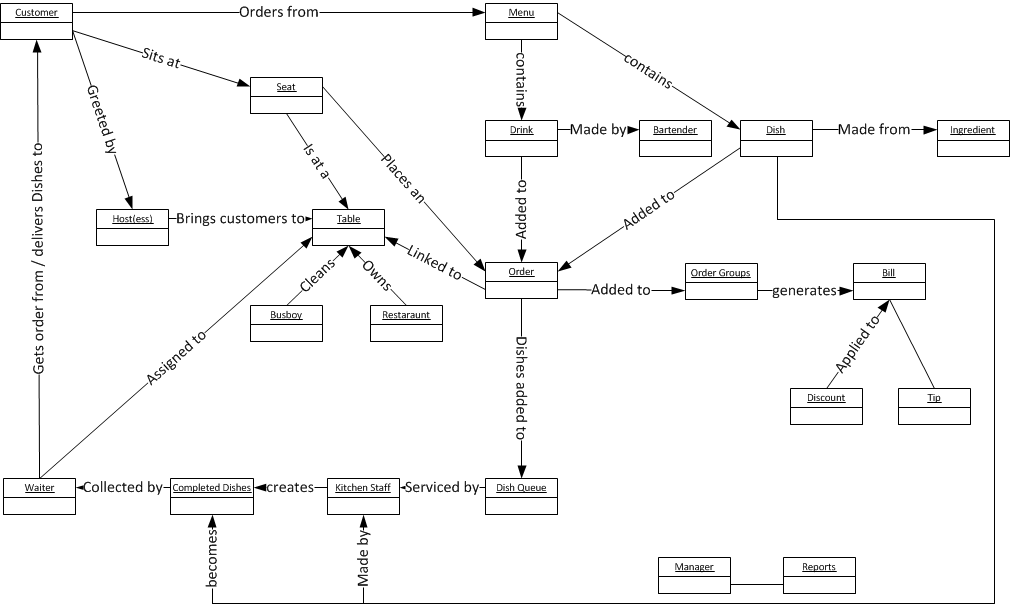 Customer
Orders from
Menu
Sits at
contains
contains
Seat
Greeted by
Drink
Made by
Bartender
Dish
Made from
Ingredient
Is at a
Places an
Gets order from / delivers Dishes to
Host(ess)
Brings customers to
Table
Added to
Added to
Linked to
Order
Added to
Order Groups
generates
Bill
Cleans
Owns
Busboy
Restaraunt
Assigned to
Dishes added to
Applied to
Discount
Tip
Waiter
Collected by
Completed Dishes
creates
Kitchen Staff
Serviced by
Dish Queue
becomes
Made by
Manager
Reports